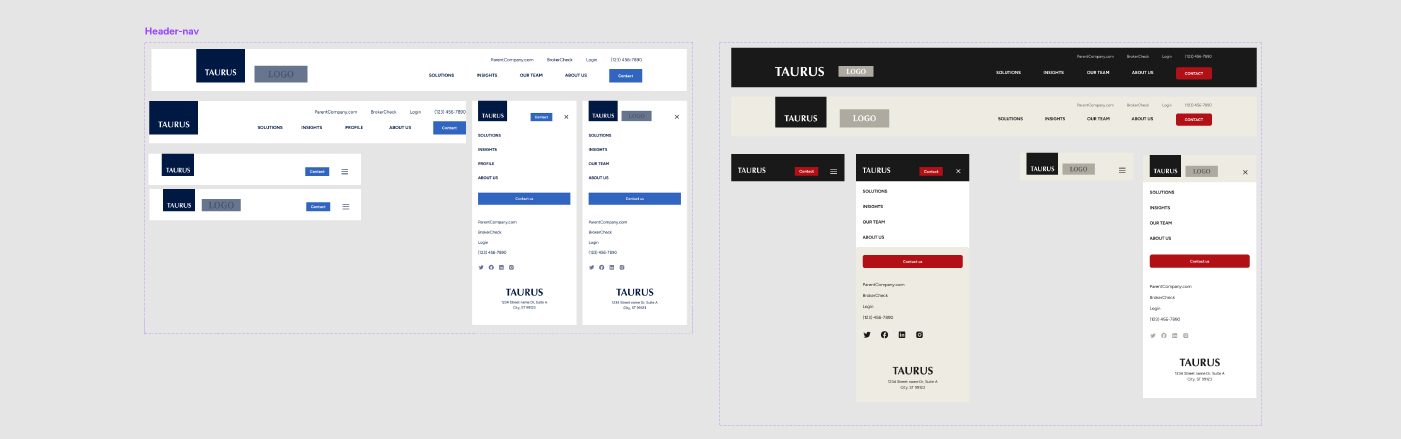 Header-nav
ParentCompany.com BrokerCheck Login (123) 456-7890
TAURUS LOGO SOLUTIONS INSIGHTS OUR TEAM ABOUT US Contact
ParentCompany.com BrokerCheck Login (123) 456-7890
TAURUS SOLUTIONS INSIGHTS PROFILE ABOUT US Contact
TAURUS Contact
TAURUS LOGO Contact
TAURUS Contact
SOLUTIONS
INSIGHTS
PROFILE
ABOUT US
Contact us
ParentCompany.com
BrokerCheck
Login
(123) 456-7890
TAURUS
1234 Street name Dr, Suite A
City, ST 99123
TAURUS LOGO
SOLUTIONS
INSIGHTS
OUR TEAM
ABOUT US
Contact us
ParentCompany.com
BrokerCheck
Login
(123) 456-7890
TAURUS
1234 Street name Dr, Suite A
City, ST 99123
ParentCompany.com BrokerCheck Login (123) 456-7890
TAURUS LOGO SOLUTIONS INSIGHTS OUR TEAM ABOUT US CONTACT
ParentCompany.com BrokerCheck Login (123) 456-7890
TAURUS LOGO SOLUTIONS INSIGHTS OUR TEAM ABOUT US CONTACT
TAURUS Contact
TAURUS Contact
SOLUTIONS
INSIGHTS
OUR TEAM
ABOUT US
Contact us
ParentCompany.com
BrokerCheck
Login
(123) 456-7890
TAURUS
1234 Street name Dr, Suite A
City, ST 99123
TAURUS LOGO
TAURUS LOGO
SOLUTIONS
INSIGHTS
OUR TEAM
ABOUT US
Contact us
ParentCompany.com
BrokerCheck
Login
(123) 456-7890
TAURUS
1234 Street name Dr, Suite A
City, ST 99123